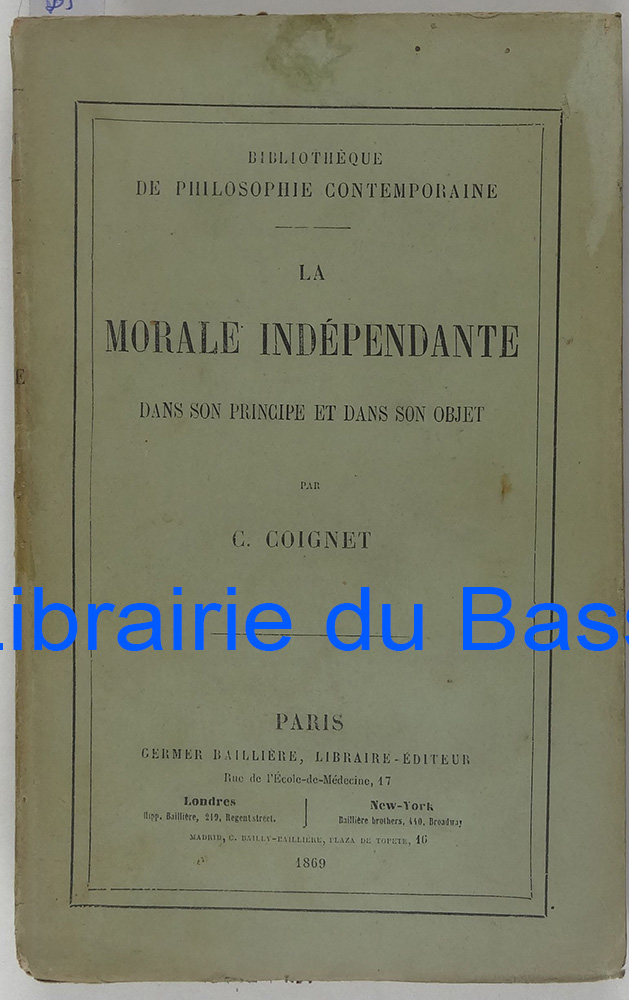 BIBLIOTHÈQUE
DE PHILOSOPHIE CONTEMPORAINE
LA
MORALE INDÉPENDANTE
E
DANS SON PRINCIPE ET DANS SON OBJET
PAR
C. COIGNET
Librairie du Bass
PARIS
GERMER BAILLIÈRE, LIBRAIRE-ÉDITEUR
Rue de l'École-de-Médecine, 17
Londres
Hipp. Baillière, 219, Regent street.
New-York
Baillière brothers, 440, Broadway
MADRID, C. BAILLY-BAILLIÈRE, PLAZA DE TOPETE, 16
1869